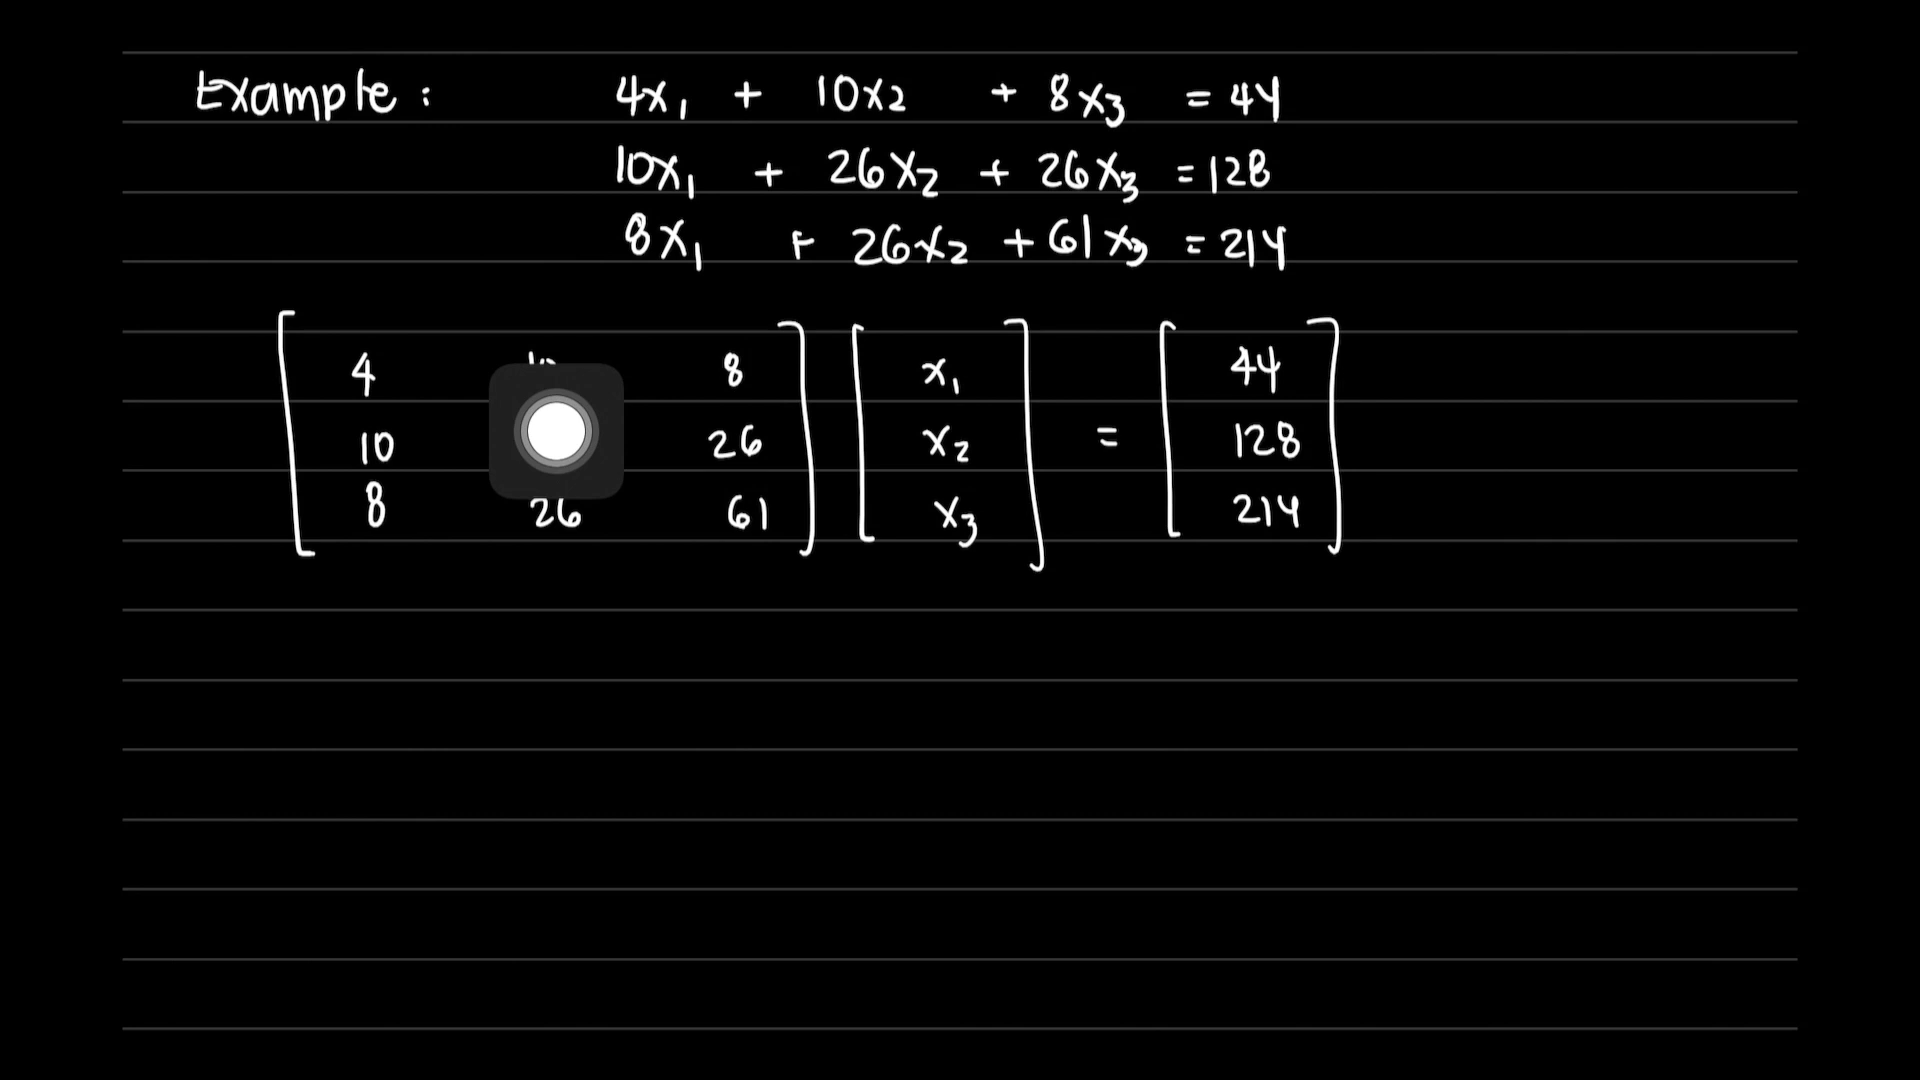 Example : 4x₁ + 10x₂ + 8x₃ = 44
10x₁ + 26x₂ + 26x₃ = 128
8x₁ + 26x₂ + 61x₃ = 214
4 8 x₁ 44
10 26 x₂ = 128
8 26 61 x₃ 214